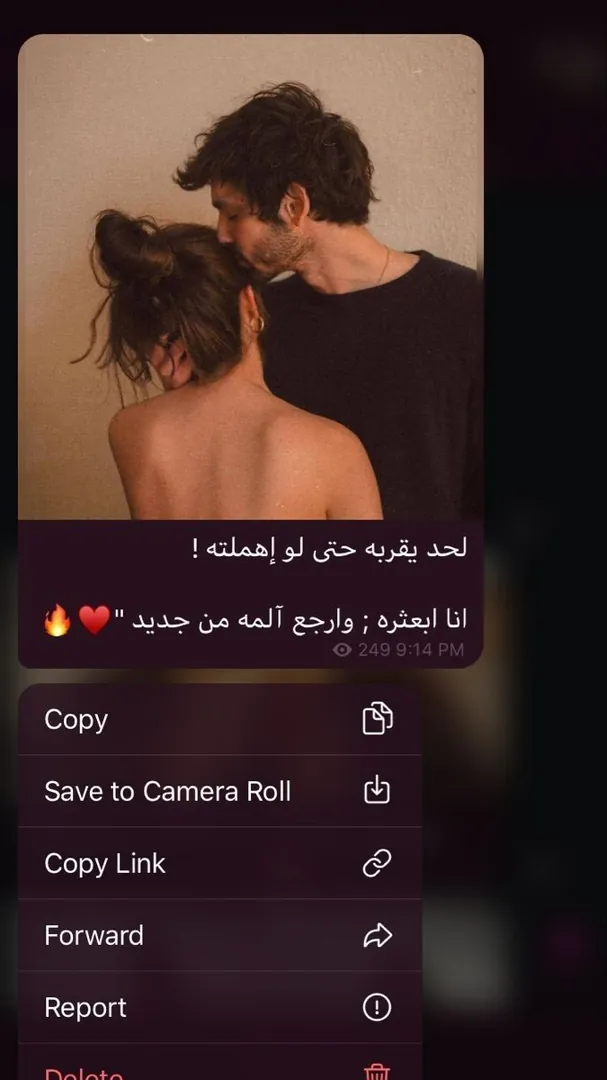 لحد يقربه حتى لو إهملته !
انا ابعثره ; وارجع آلمه من جديد "♥️🔥
249 9:14 PM
Copy
Save to Camera Roll
Copy Link
Forward
Report
Delete